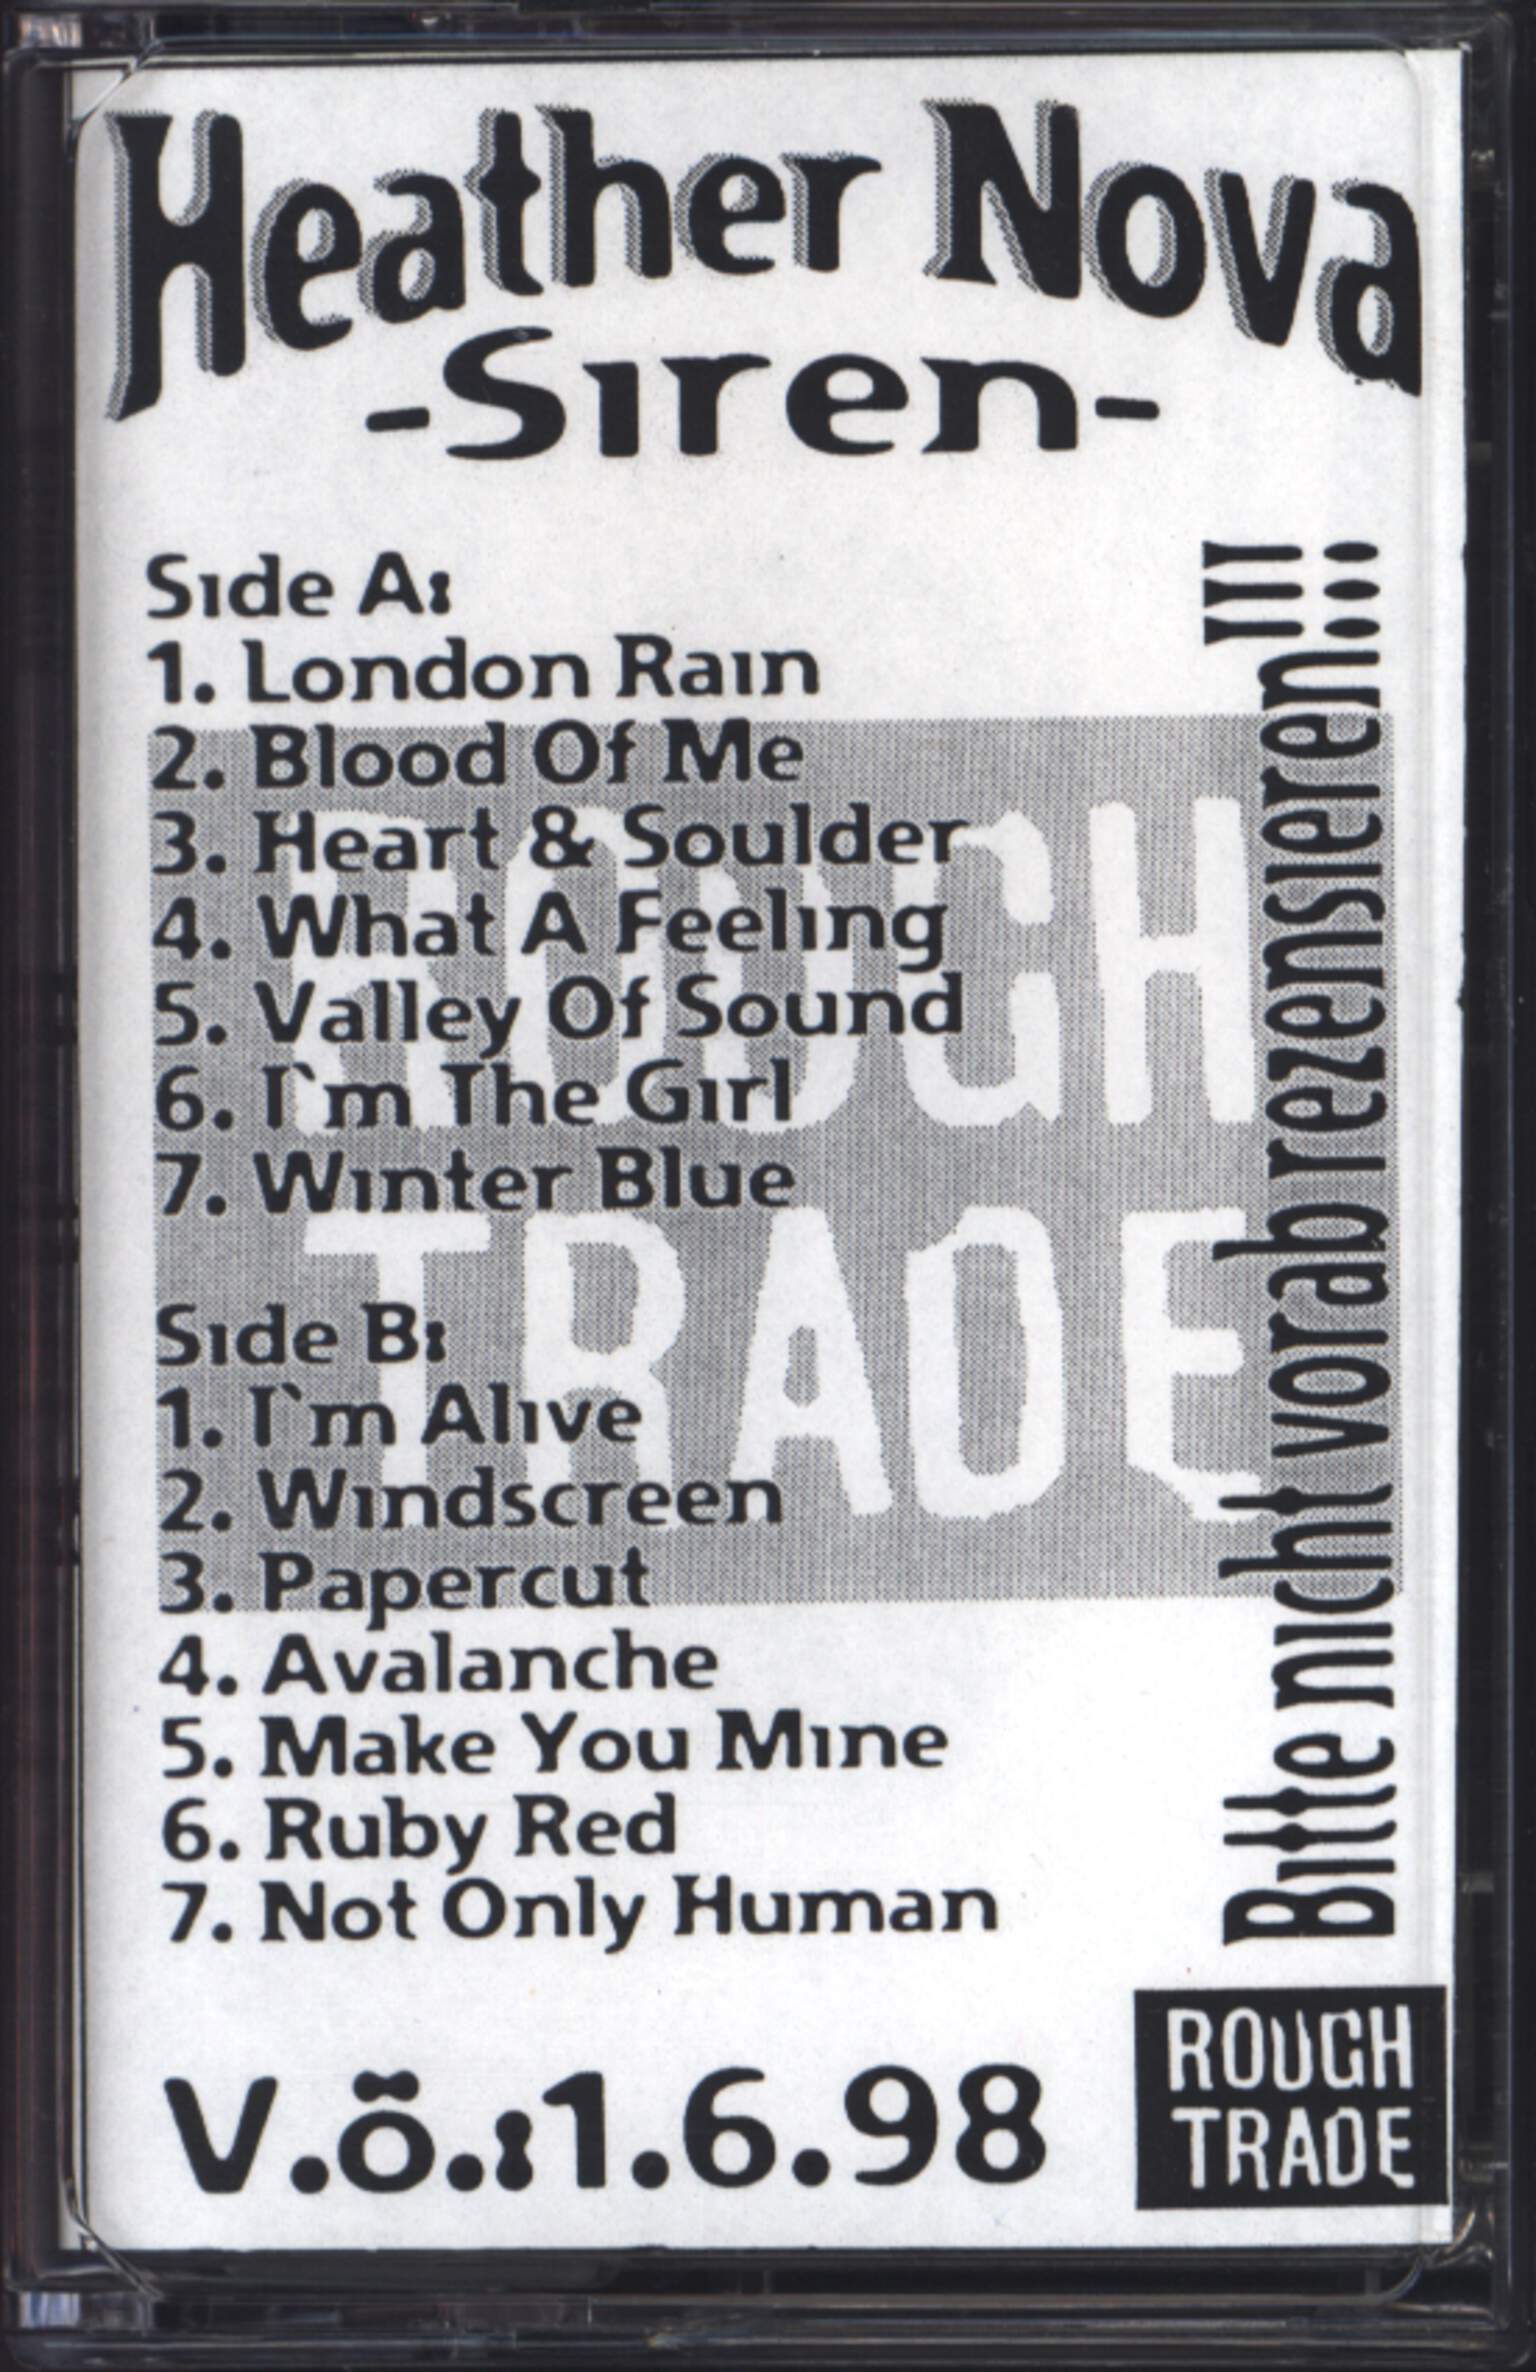 Heather Nova
-Siren-
Side A:
1. London Rain
2. Blood Of Me
3. Heart & Soulder
4. What A Feeling
5. Valley Of Sound
6. I`m The Girl
7. Winter Blue
Side B:
1. I`m Alive
2. Windscreen
3. Papercut
4. Avalanche
5. Make You Mine
6. Ruby Red
7. Not Only Human
Bitte nicht vorab rezensieren!!!
ROUGH
TRADE
V.ö.:1.6.98
ROUGH
TRADE